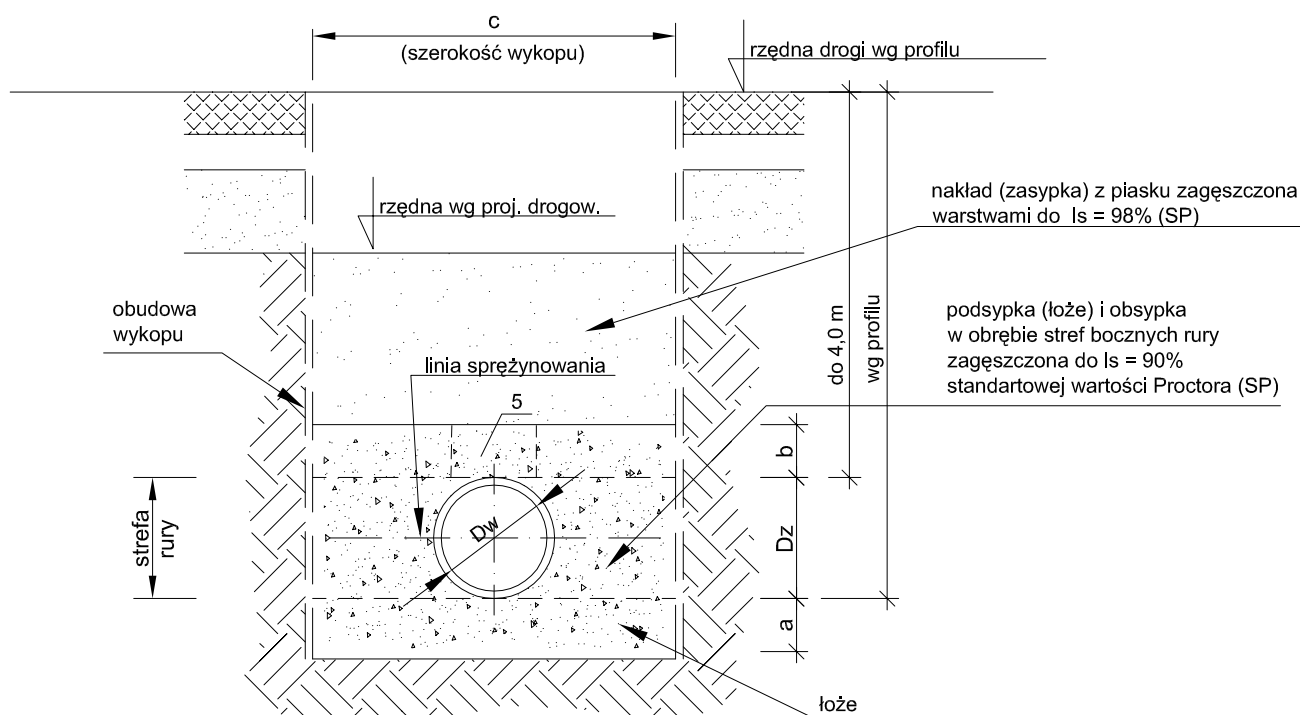 c
(szerokość wykopu)
rzędna drogi wg profilu
rzędna wg proj. drogow.
nakład (zasypka) z piasku zagęszczona
warstwami do Is = 98% (SP)
obudowa
wykopu
podsypka (łoże) i obsypka
w obrębie stref bocznych rury
zagęszczona do Is = 90%
standartowej wartości Proctora (SP)
do 4,0 m
wg profilu
linia sprężynowania
5
b
strefa
rury
Dw
Dz
a
łoże